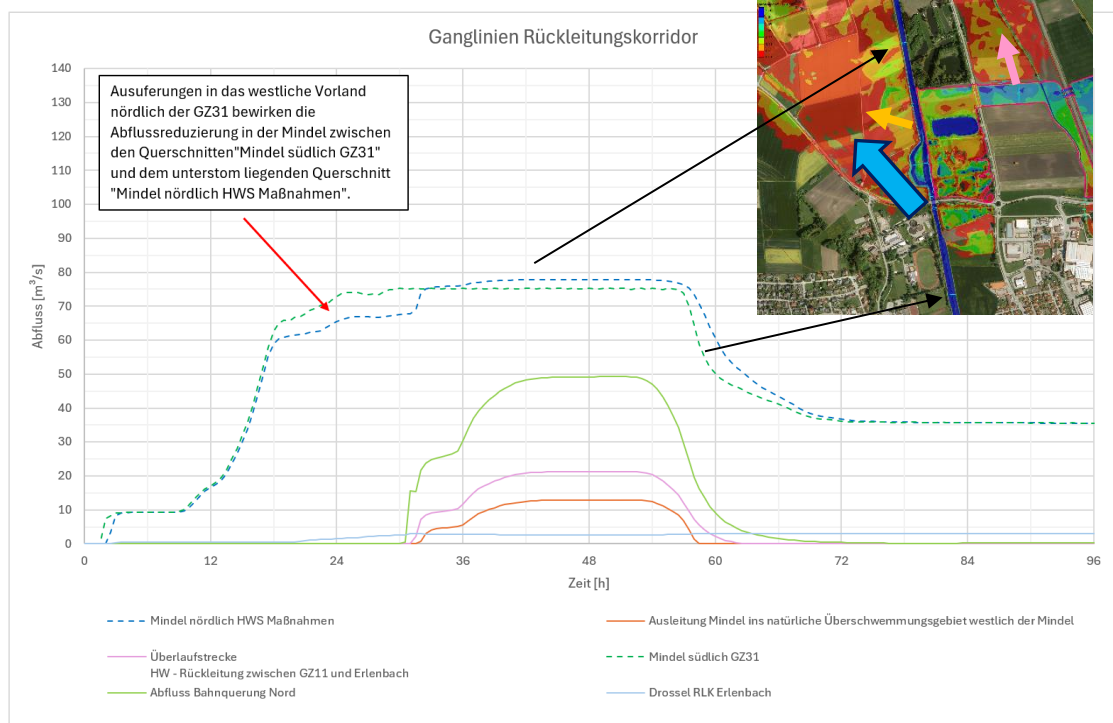 Ganglinien Rückleitungskorridor
Ausuferungen in das westliche Vorland
nördlich der GZ31 bewirken die
Abflussreduzierung in der Mindel zwischen
den Querschnitten"Mindel südlich GZ31"
und dem unterstom liegenden Querschnitt
"Mindel nördlich HWS Maßnahmen".
Abfluss [m³/s]
140
130
120
110
100
90
80
70
60
50
40
30
20
10
0
0 12 24 36 48 60 72 84 96
Zeit [h]
Mindel nördlich HWS Maßnahmen
Ausleitung Mindel ins natürliche Überschwemmungsgebiet westlich der Mindel
Überlaufstrecke
HW - Rückleitung zwischen GZ11 und Erlenbach
Mindel südlich GZ31
Abfluss Bahnquerung Nord
Drossel RLK Erlenbach